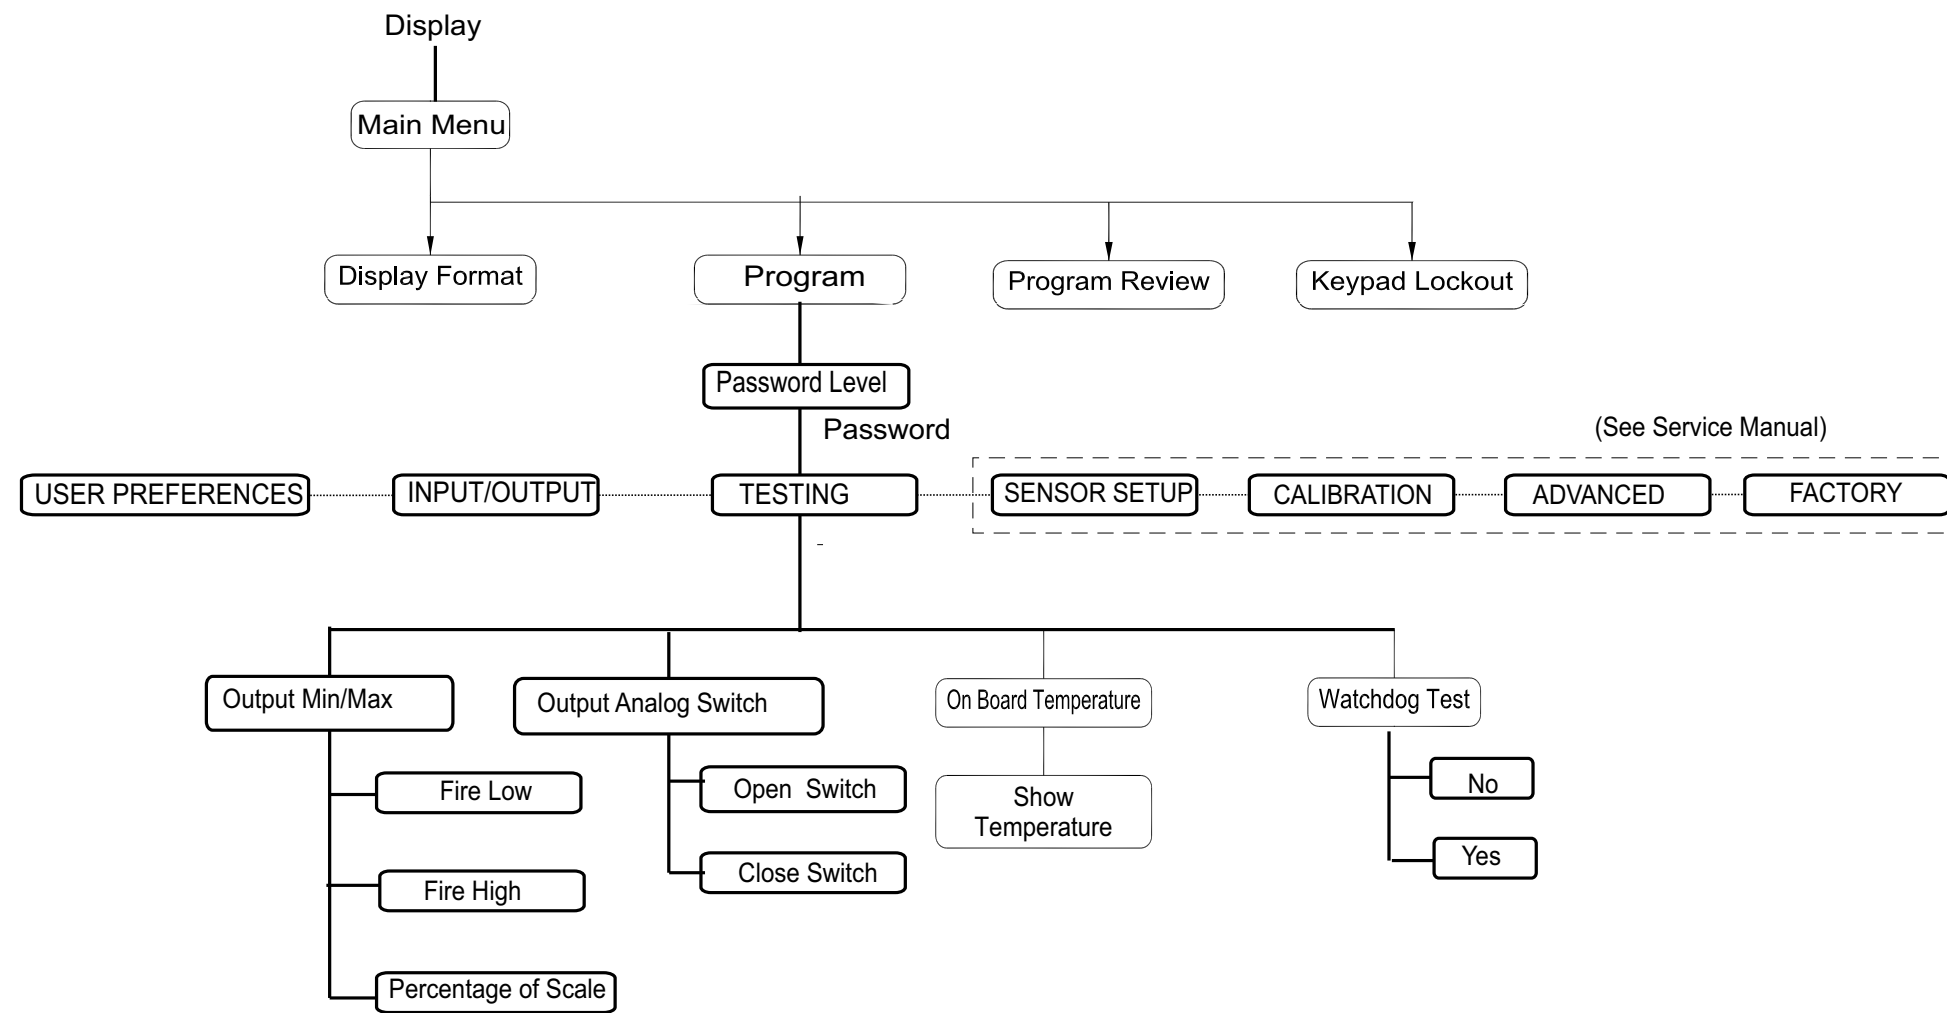 Display
Main Menu
Display Format
Program
Program Review
Keypad Lockout
Password Level
Password
(See Service Manual)
USER PREFERENCES
INPUT/OUTPUT
TESTING
SENSOR SETUP
CALIBRATION
ADVANCED
FACTORY
Output Min/Max
Output Analog Switch
On Board Temperature
Watchdog Test
Fire Low
Open Switch
Show
Temperature
No
Fire High
Close Switch
Yes
Percentage of Scale